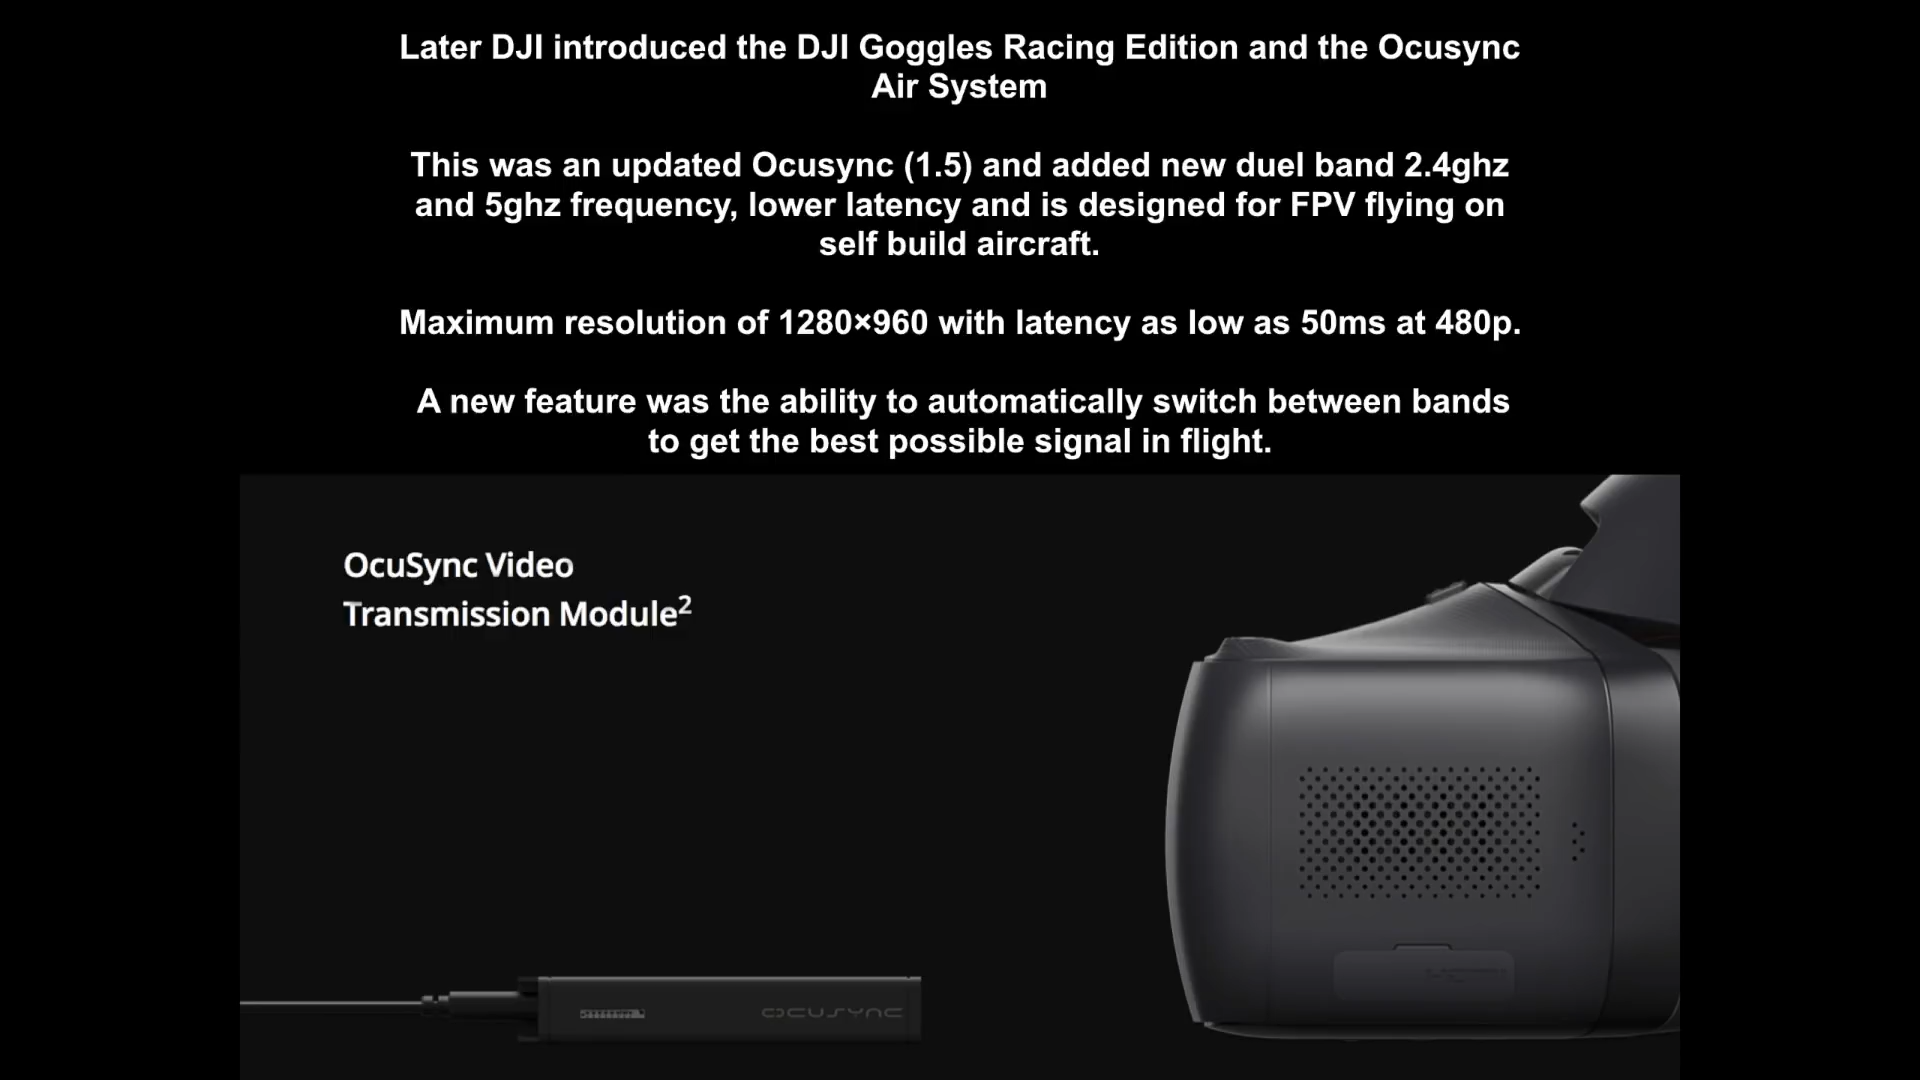 Later DJI introduced the DJI Goggles Racing Edition and the Ocusync
Air System
This was an updated Ocusync (1.5) and added new duel band 2.4ghz
and 5ghz frequency, lower latency and is designed for FPV flying on
self build aircraft.
Maximum resolution of 1280×960 with latency as low as 50ms at 480p.
A new feature was the ability to automatically switch between bands
to get the best possible signal in flight.
OcuSync Video
Transmission Module²
OCUSYNC